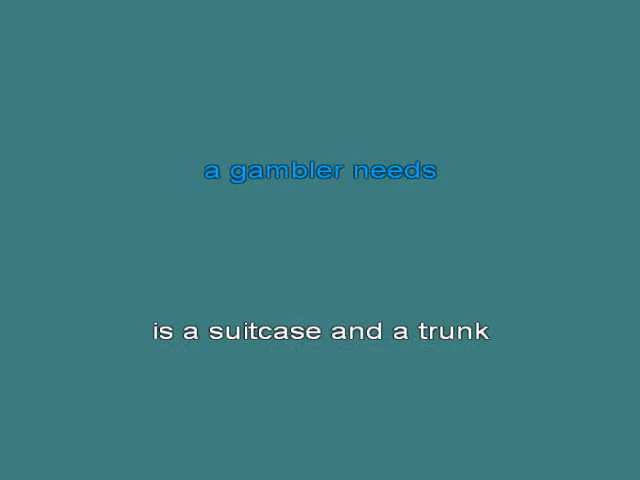 a gambler needs
is a suitcase and a trunk